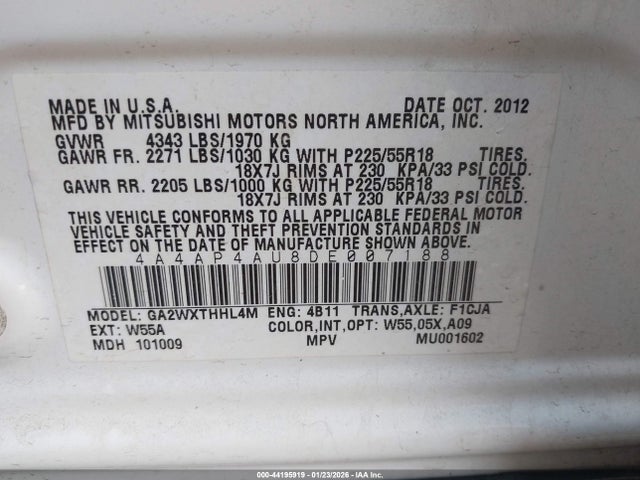 MADE IN U.S.A. DATE OCT. 2012
MFD BY MITSUBISHI MOTORS NORTH AMERICA, INC.
GVWR 4343 LBS/1970 KG
GAWR FR. 2271 LBS/1030 KG WITH P225/55R18 TIRES.
18X7J RIMS AT 230 KPA/33 PSI COLD.
GAWR RR. 2205 LBS/1000 KG WITH P225/55R18 TIRES.
18X7J RIMS AT 230 KPA/33 PSI COLD.
THIS VEHICLE CONFORMS TO ALL APPLICABLE FEDERAL MOTOR
VEHICLE SAFETY AND THEFT PREVENTION STANDARDS IN
EFFECT ON THE DATE OF MANUFACTURE SHOWN ABOVE.
4A4AP4AU8DE007188
MODEL: GA2WXTHHL4M ENG: 4B11 TRANS,AXLE: F1CJA
EXT: W55A COLOR,INT,OPT: W55,05X,A09
MDH 101009 MPV MU001602
000-44195919 - 01/23/2026 - IAA Inc.